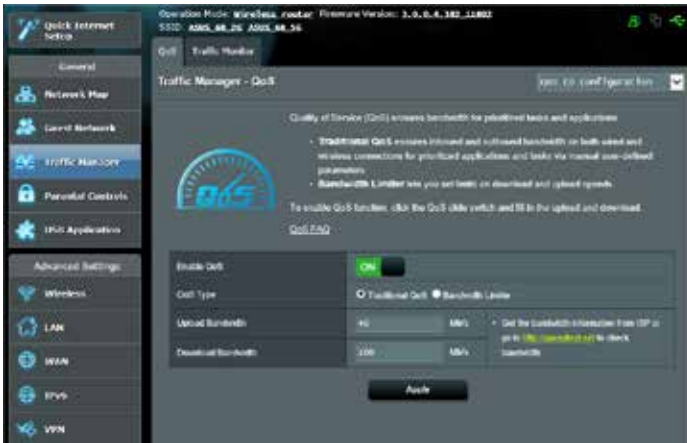 Quick Internet
Setup
Operation Mode: Wireless router Firmware Version: 3.0.0.4.382_11802
SSID: ASUS_68_2G ASUS_68_5G
General
Network Map
Guest Network
Traffic Manager
Parental Controls
USB Application
Advanced Settings
Wireless
LAN
WAN
IPv6
VPN
QoS
Traffic Monitor
Traffic Manager - QoS
QoS to configuration
Quality of Service (QoS) ensures bandwidth for prioritized tasks and applications
• Traditional QoS ensures inbound and outbound bandwidth on both wired and
wireless connections for prioritized applications and tasks via manual user-defined
parameters
• Bandwidth Limiter lets you set limits on download and upload speeds.
To enable QoS function, click the QoS slide switch and fill in the upload and download.
QoS FAQ
QoS
Enable QoS
ON
QoS Type
Traditional QoS
Bandwidth Limiter
Upload Bandwidth
Mb/s
• Get the bandwidth information from ISP or
go to to check
bandwidth
Download Bandwidth
100
Mb/s
Apply